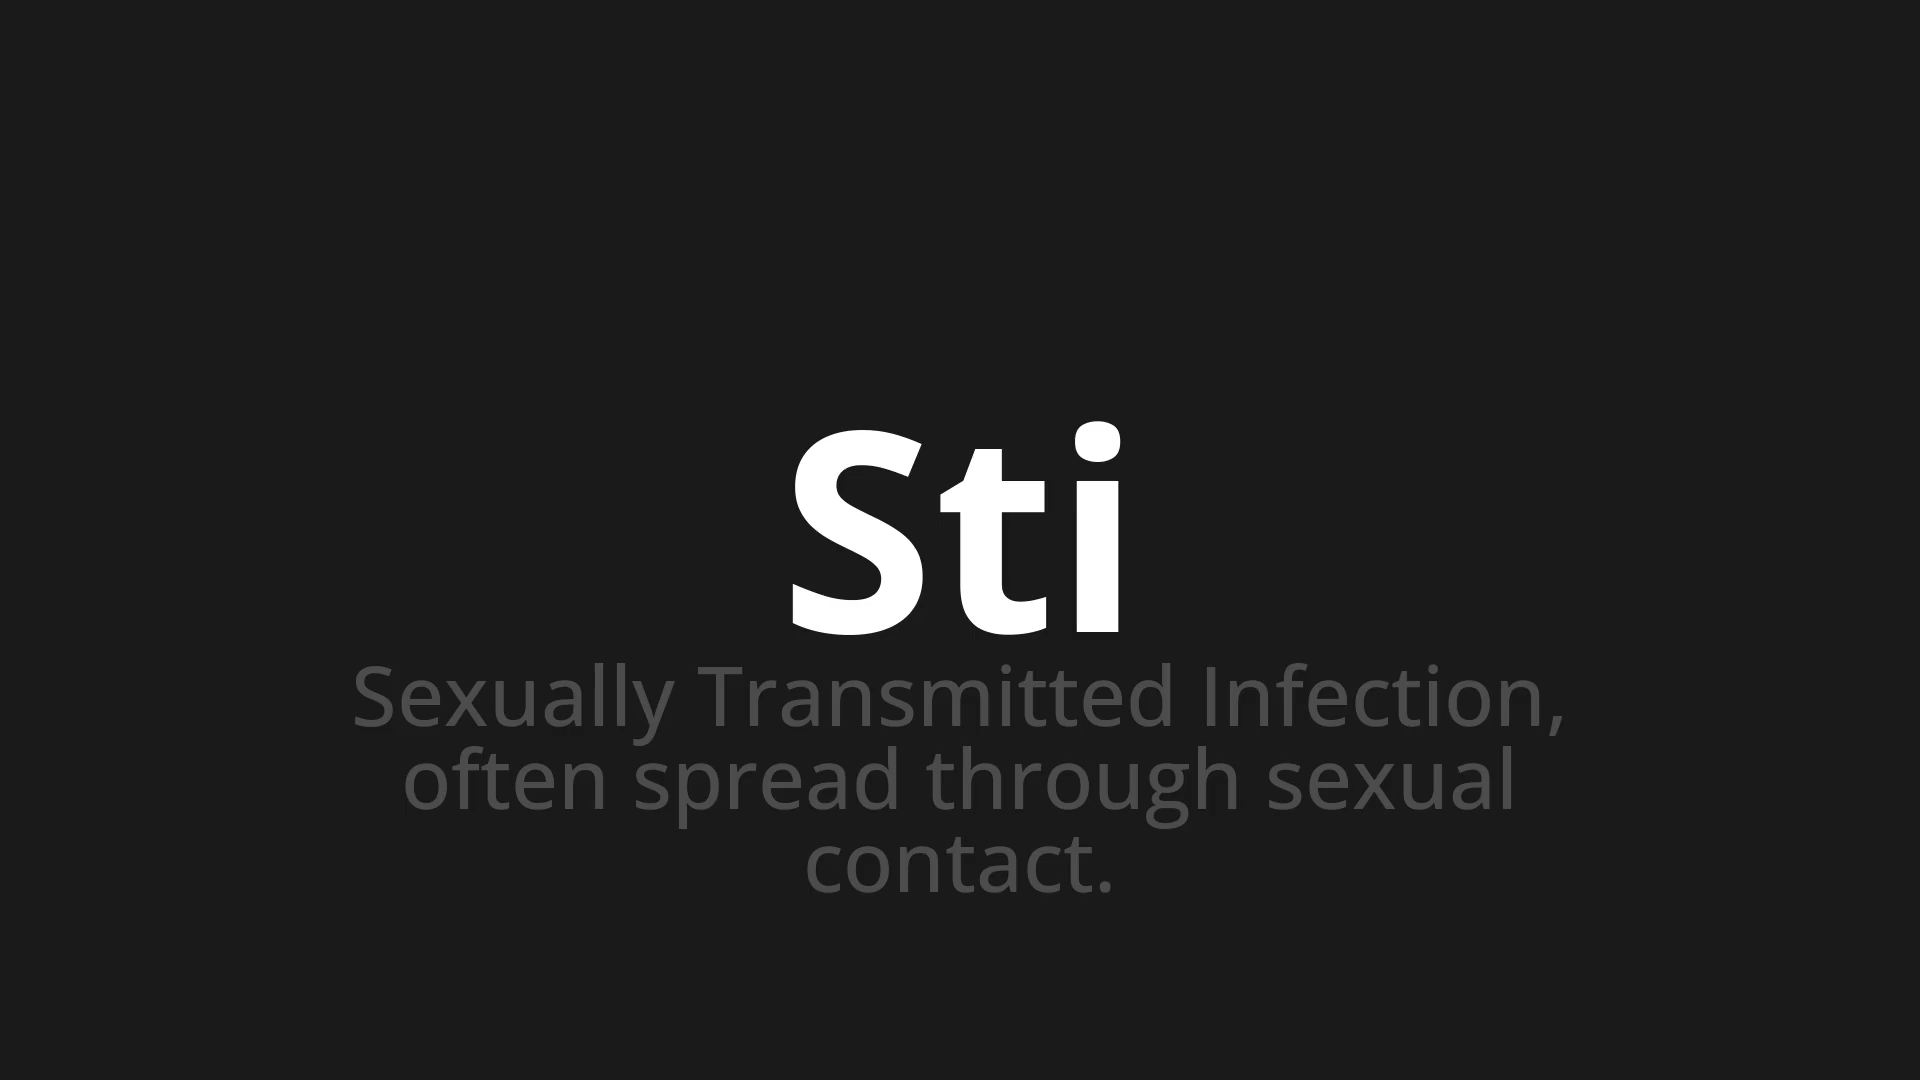 Sti
Sexually Transmitted Infection,
often spread through sexual
contact.